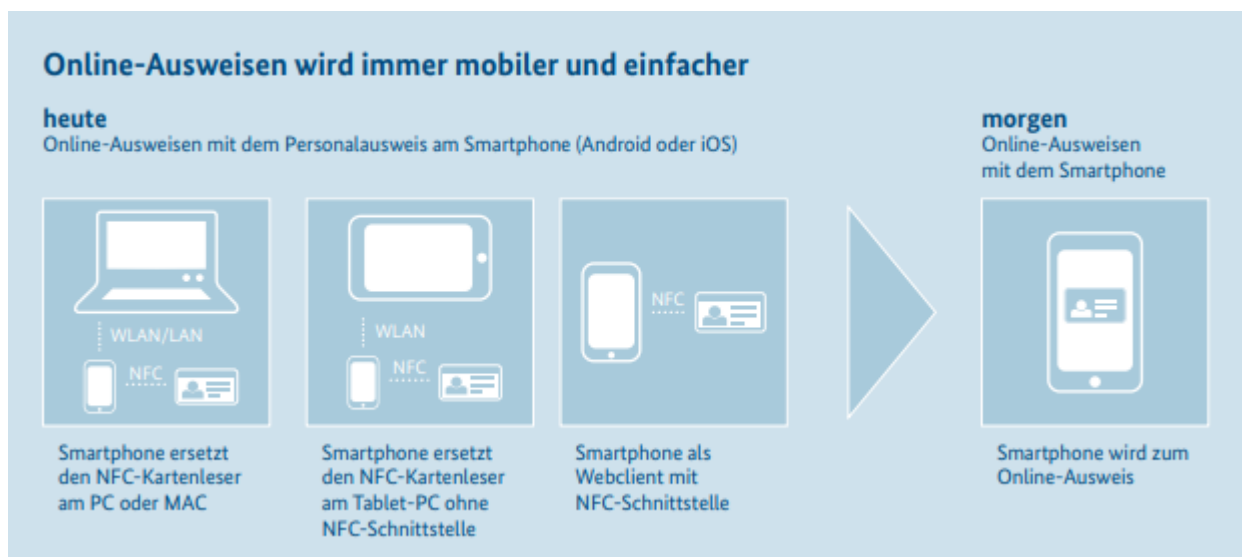 Online-Ausweisen wird immer mobiler und einfacher
heute
Online-Ausweisen mit dem Personalausweis am Smartphone (Android oder iOS)
morgen
Online-Ausweisen
mit dem Smartphone
WLAN/LAN
NFC
Smartphone ersetzt
den NFC-Kartenleser
am PC oder MAC
WLAN
NFC
Smartphone ersetzt
den NFC-Kartenleser
am Tablet-PC ohne
NFC-Schnittstelle
NFC
Smartphone als
Webclient mit
NFC-Schnittstelle
Smartphone wird zum
Online-Ausweis